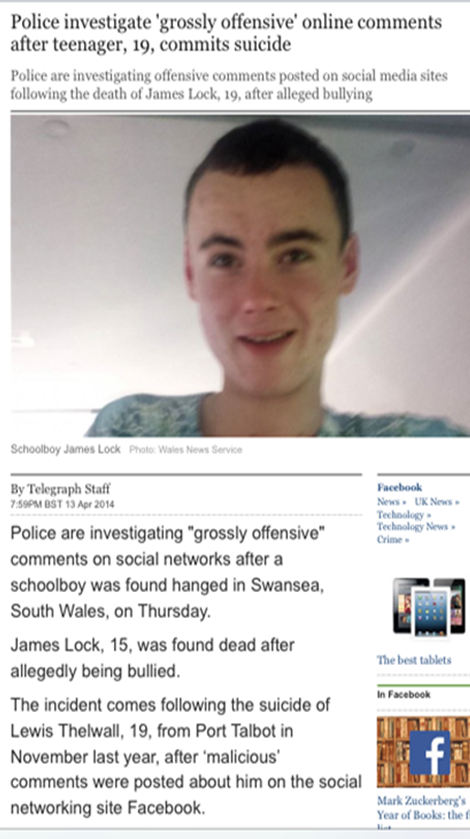 Police investigate 'grossly offensive' online comments
after teenager, 19, commits suicide
Police are investigating offensive comments posted on social media sites
following the death of James Lock, 19, after alleged bullying
Schoolboy James Lock Photo: Wales News Service
By Telegraph Staff
7:59PM BST 13 Apr 2014
Police are investigating "grossly offensive"
comments on social networks after a
schoolboy was found hanged in Swansea,
South Wales, on Thursday.
James Lock, 15, was found dead after
allegedly being bullied.
The incident comes following the suicide of
Lewis Thelwall, 19, from Port Talbot in
November last year, after ‘malicious’
comments were posted about him on the social
networking site Facebook.
Facebook
News » UK News »
Technology »
Technology News »
Crime »
The best tablets
In Facebook
f
Mark Zuckerberg's
Year of Books: the